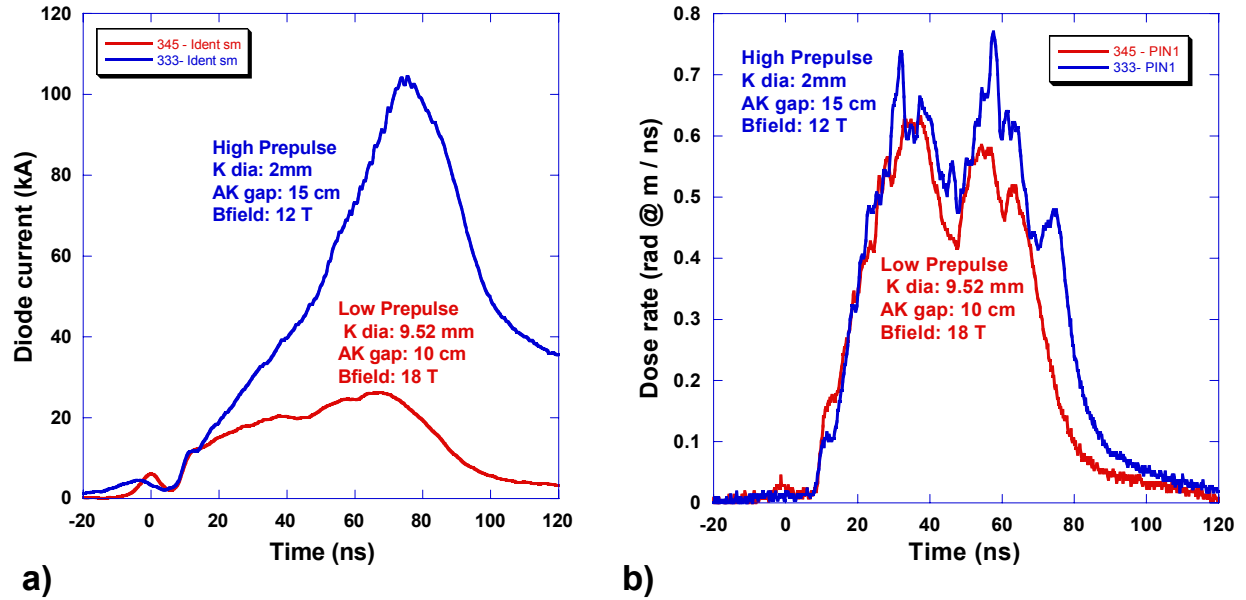 120
100
80
60
40
20
0
Diode current (kA)
345 - Ident sm
333- Ident sm
High Prepulse
K dia: 2mm
AK gap: 15 cm
Bfield: 12 T
Low Prepulse
K dia: 9.52 mm
AK gap: 10 cm
Bfield: 18 T
-20 0 20 40 60 80 100 120
Time (ns)
a)
0.8
0.7
0.6
0.5
0.4
0.3
0.2
0.1
0
Dose rate (rad @ m / ns)
High Prepulse
K dia: 2mm
AK gap: 15 cm
Bfield: 12 T
345 - PIN1
333- PIN1
Low Prepulse
K dia: 9.52 mm
AK gap: 10 cm
Bfield: 18 T
-20 0 20 40 60 80 100 120
Time (ns)
b)